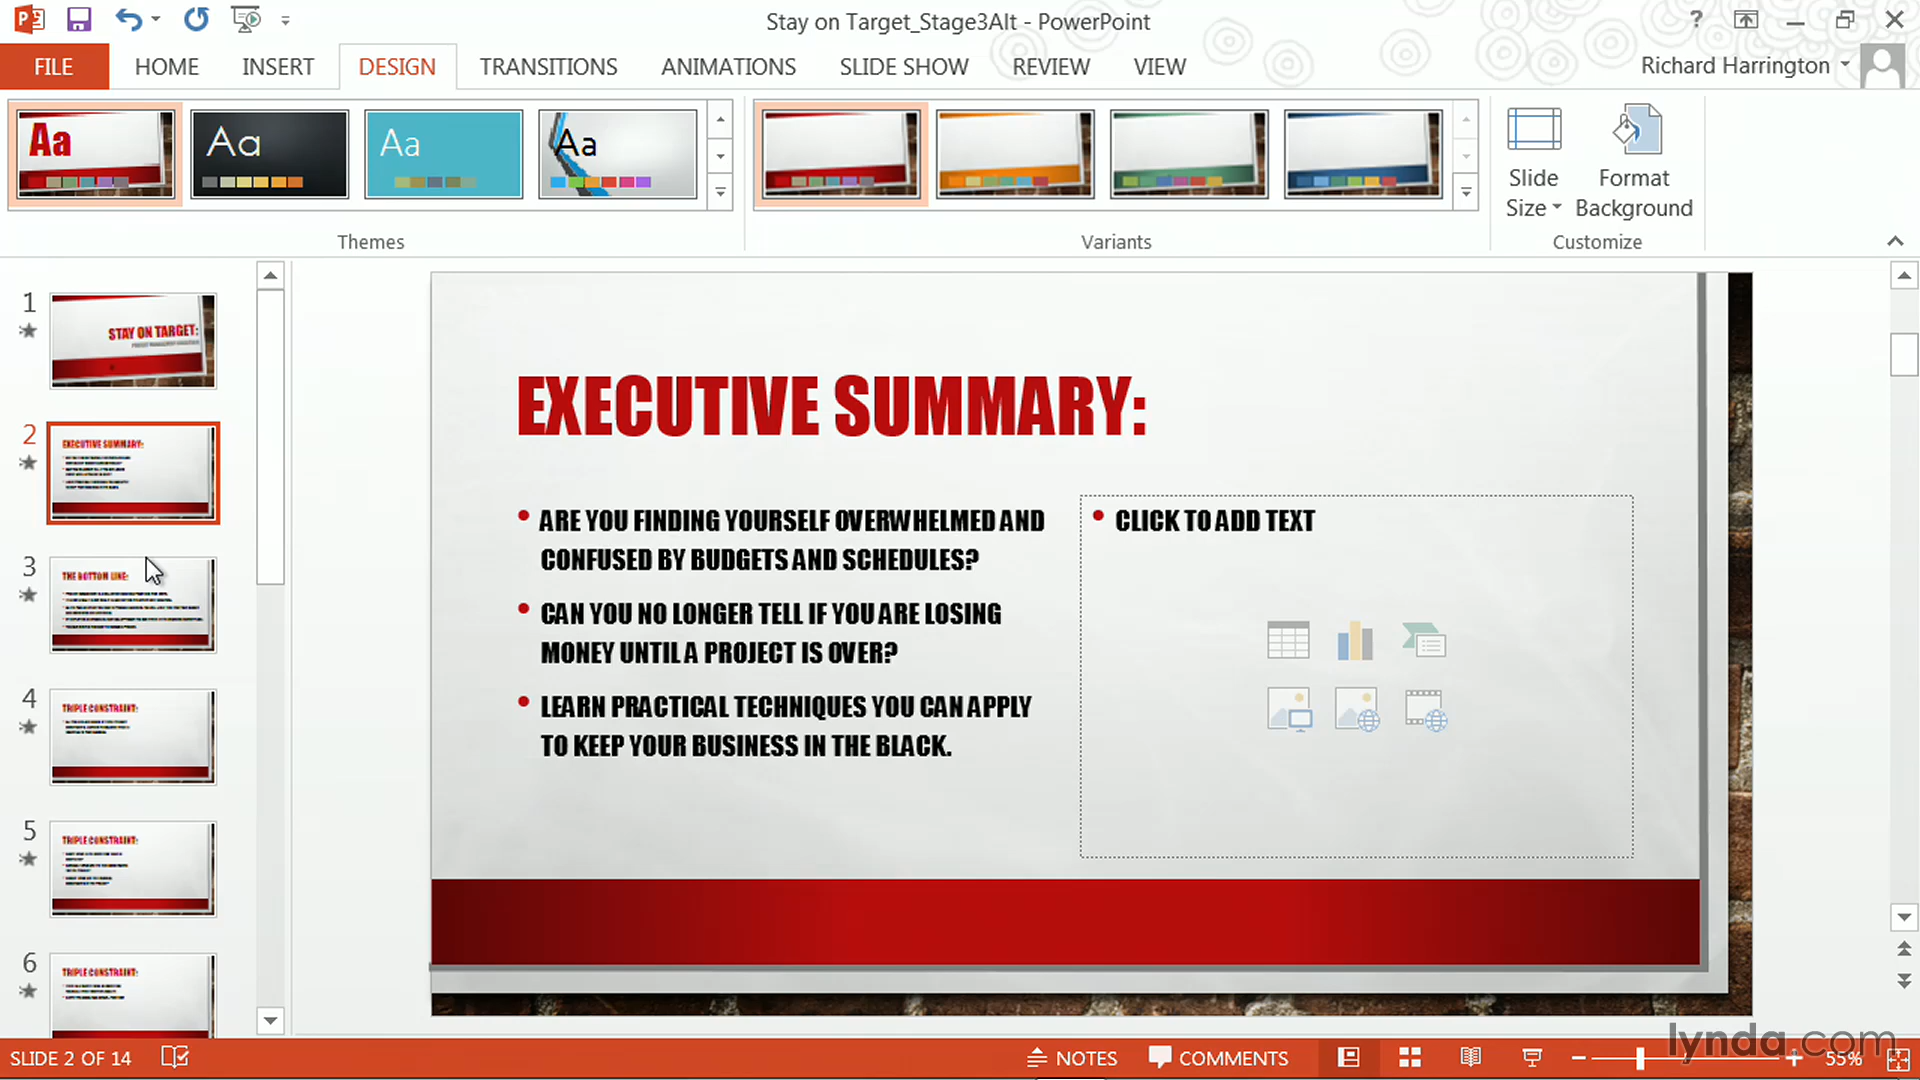 Stay on Target_Stage3Alt - PowerPoint
?
FILE
HOME
INSERT
DESIGN
TRANSITIONS
ANIMATIONS
SLIDE SHOW
REVIEW
VIEW
Richard Harrington
Aa
Aa
Aa
Aa
Slide
Size
Format
Background
Themes
Variants
Customize
1
STAY ON TARGET:
2
EXECUTIVE SUMMARY:
3
THE BOTTOM LINE:
4
TRIPLE CONSTRAINT:
5
TRIPLE CONSTRAINT:
6
TRIPLE CONSTRAINT:
EXECUTIVE SUMMARY:
• ARE YOU FINDING YOURSELF OVERWHELMED AND
CONFUSED BY BUDGETS AND SCHEDULES?
• CAN YOU NO LONGER TELL IF YOU ARE LOSING
MONEY UNTIL A PROJECT IS OVER?
• LEARN PRACTICAL TECHNIQUES YOU CAN APPLY
TO KEEP YOUR BUSINESS IN THE BLACK.
• CLICK TO ADD TEXT
SLIDE 2 OF 14
NOTES
COMMENTS
55%
lynda.com